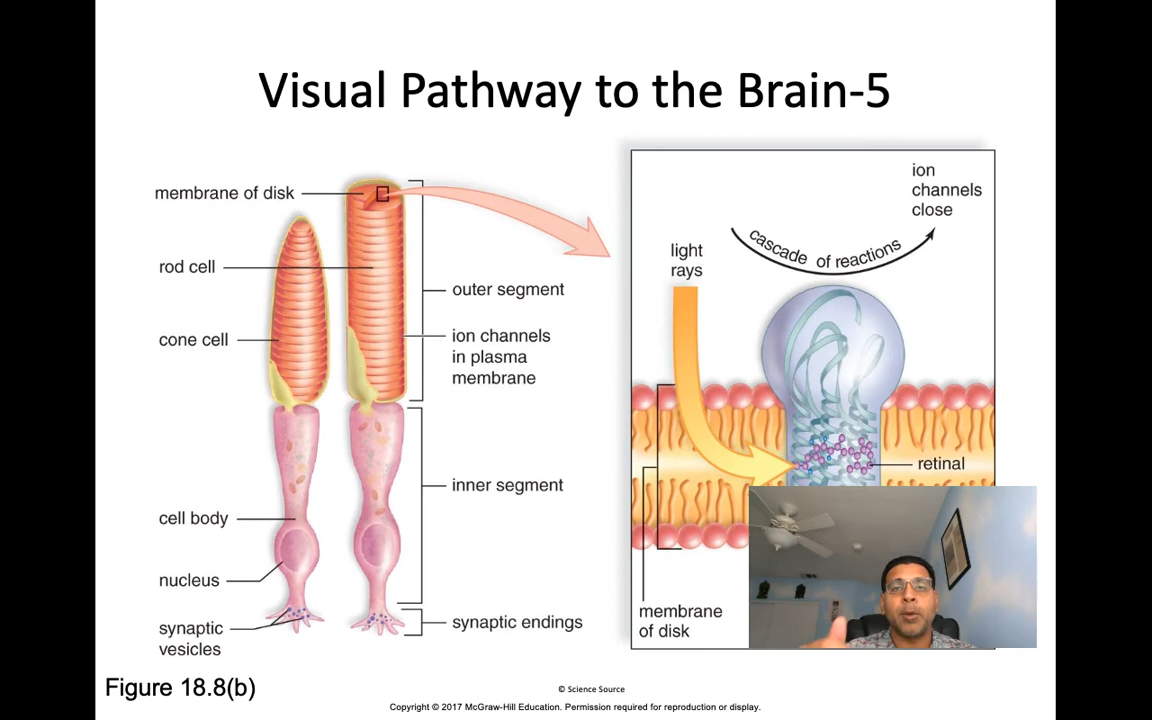 Visual Pathway to the Brain-5
membrane of disk
rod cell
cone cell
cell body
nucleus
synaptic
vesicles
outer segment
ion channels
in plasma
membrane
inner segment
synaptic endings
light
rays
cascade of reactions
ion
channels
close
retinal
membrane
of disk
Figure 18.8(b)
© Science Source
Copyright © 2017 McGraw-Hill Education. Permission required for reproduction or display.